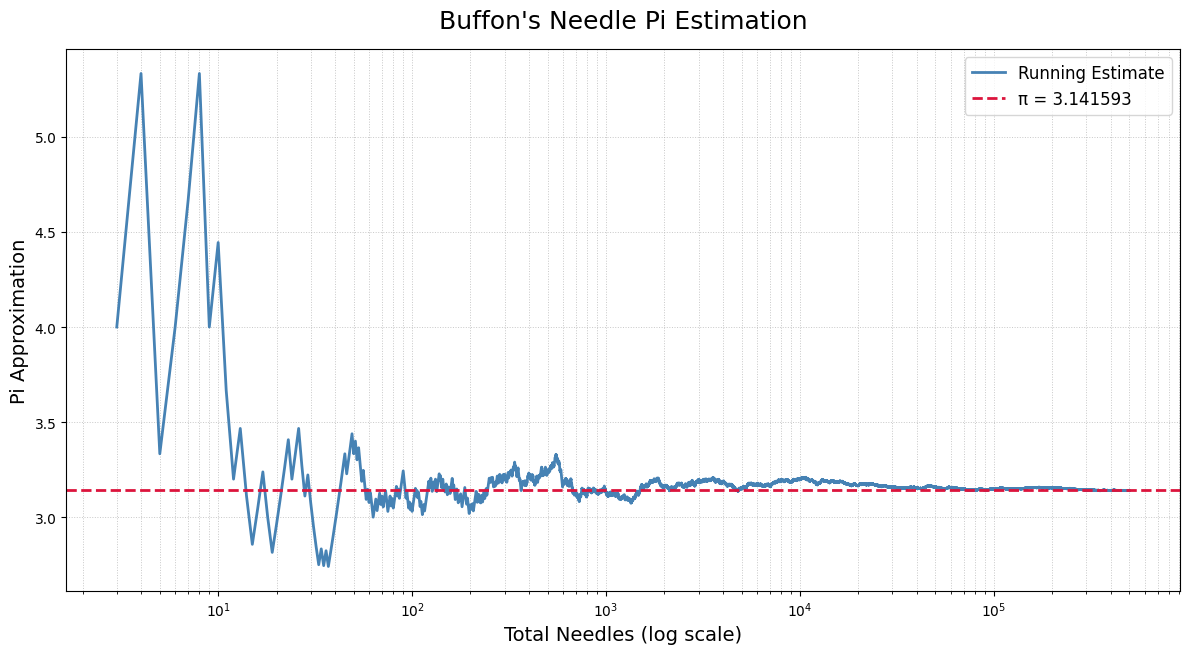 Buffon's Needle Pi Estimation
Running Estimate
π = 3.141593
Pi Approximation
5.0
4.5
4.0
3.5
3.0
10¹
10²
10³
10⁴
10⁵
Total Needles (log scale)